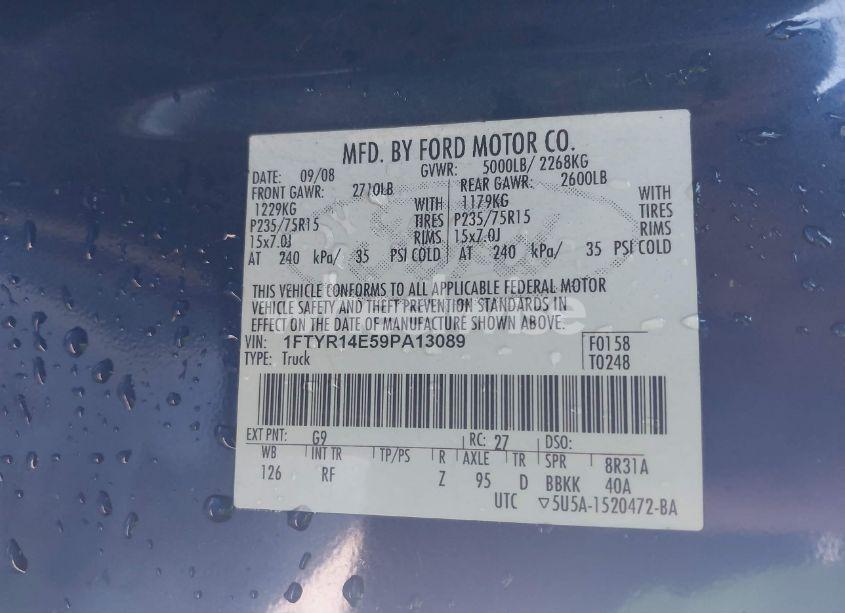 MFD. BY FORD MOTOR CO.
DATE: 09/08 GVWR: 5000LB/ 2268KG
FRONT GAWR: 2710LB REAR GAWR: 2600LB
1229KG WITH 1179KG WITH
P235/75R15 TIRES P235/75R15 TIRES
15x7.0J RIMS 15x7.0J RIMS
AT 240 kPa/ 35 PSI COLD AT 240 kPa/ 35 PSI COLD
THIS VEHICLE CONFORMS TO ALL APPLICABLE FEDERAL MOTOR
VEHICLE SAFETY AND THEFT PREVENTION STANDARDS IN
EFFECT ON THE DATE OF MANUFACTURE SHOWN ABOVE.
VIN: 1FTYR14E59PA13089 F0158
TYPE: Truck T0248
EXT PNT: G9 RC: 27 DSO:
WB INT TR TP/PS R AXLE TR SPR 8R31A
126 RF Z 95 D BBKK 40A
UTC ▽5U5A-1520472-BA